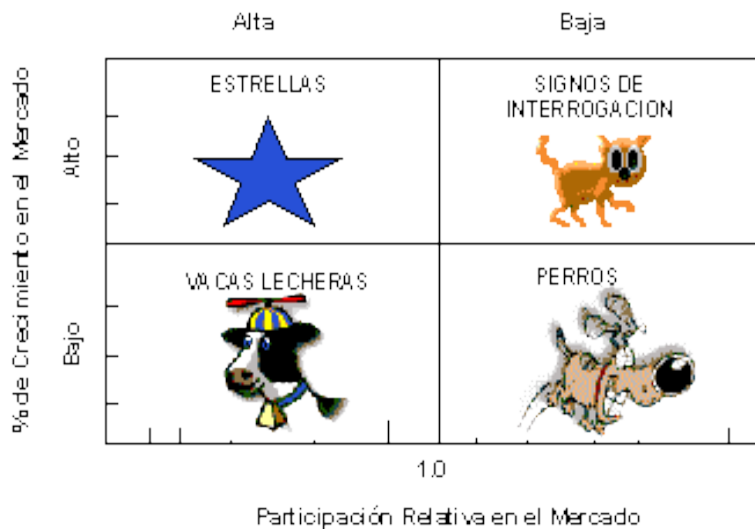 Alta
Baja
ESTRELLAS
SIGNOS DE
INTERROGACION
% de Crecimiento en el Mercado
Alto
VACAS LECHERAS
PERROS
Bajo
1.0
Participación Relativa en el Mercado